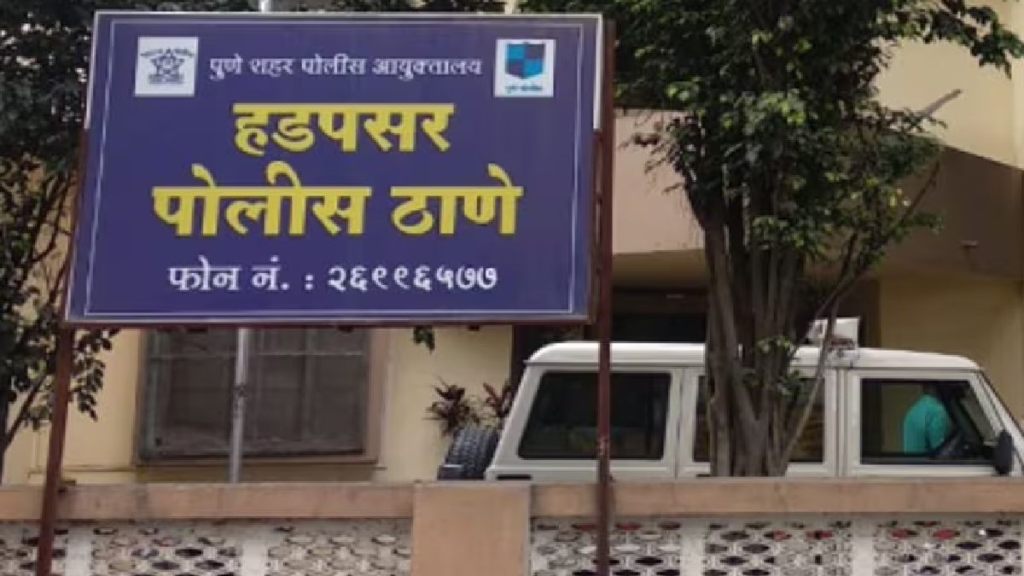 पुणे शहर पोलीस आयुक्तालय
हडपसर
पोलीस ठाणे
फोन नं. : २६९९६५७७